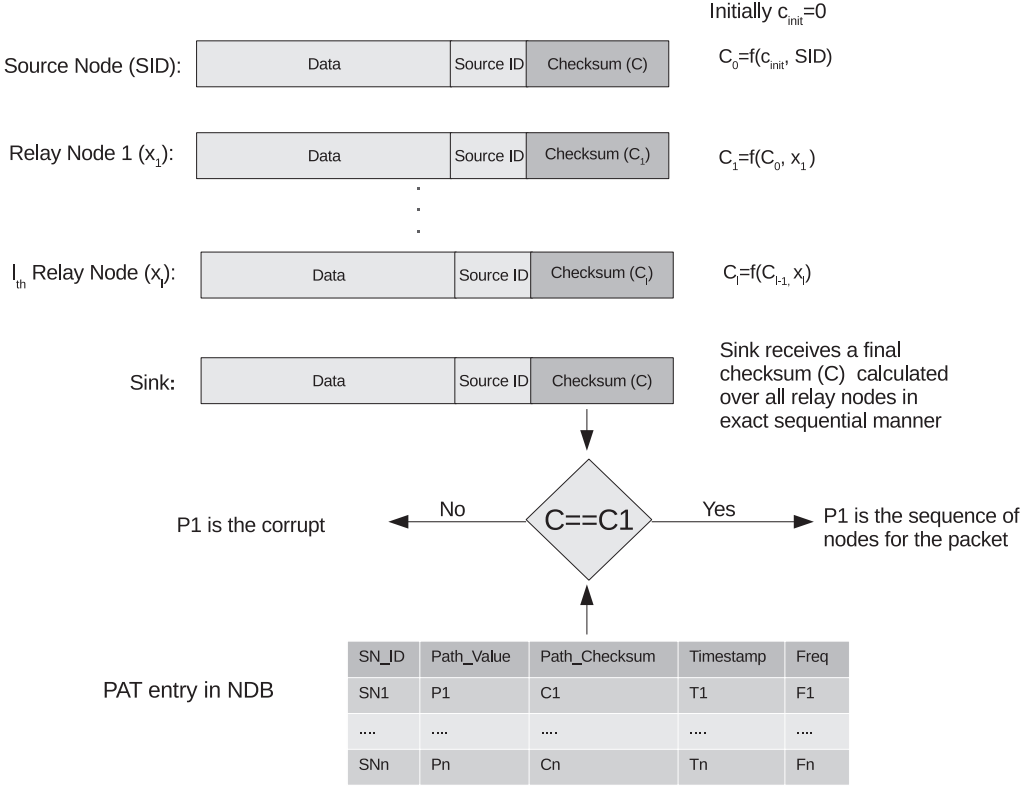 Initially c_init=0
Source Node (SID): Data Source ID Checksum (C) C_0=f(c_init, SID)
Relay Node 1 (x_1): Data Source ID Checksum (C_1) C_1=f(C_0, x_1)
.
.
.
l_th Relay Node (x_l): Data Source ID Checksum (C_l) C_l=f(C_l-1, x_l)
Sink: Data Source ID Checksum (C)
Sink receives a final
checksum (C) calculated
over all relay nodes in
exact sequential manner
P1 is the corrupt No C==C1 Yes
P1 is the sequence of
nodes for the packet
PAT entry in NDB
SN_ID Path_Value Path_Checksum Timestamp Freq
SN1 P1 C1 T1 F1
.... .... .... .... ....
SNn Pn Cn Tn Fn